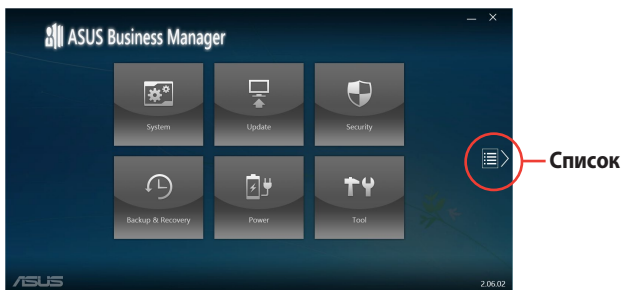 ASUS Business Manager
System
Update
Security
Список
Backup & Recovery
Power
Tool
ASUS
2.06.02